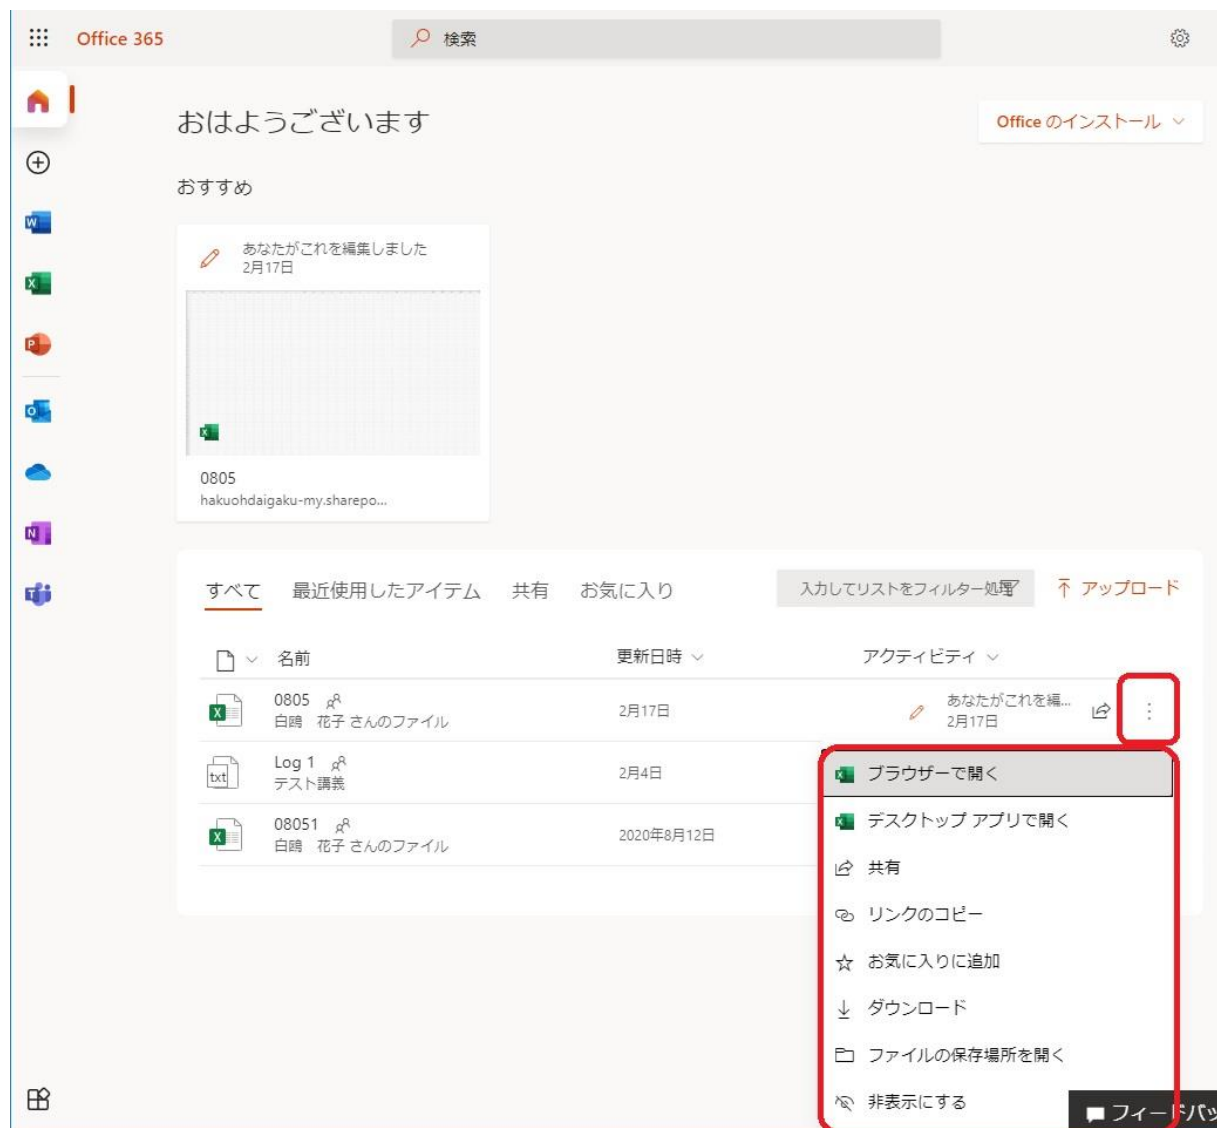 Office 365
検索
おはようございます
Office のインストール
おすすめ
あなたがこれを編集しました
2月17日
0805
hakuohdaigaku-my.sharepo...
すべて 最近使用したアイテム 共有 お気に入り
入力してリストをフィルター処理
アップロード
名前 更新日時 アクティビティ
0805
白鴎 花子 さんのファイル
2月17日
あなたがこれを編...
2月17日
Log 1
テスト講義
2月4日
08051
白鴎 花子 さんのファイル
2020年8月12日
txt
ブラウザーで開く
デスクトップ アプリで開く
共有
リンクのコピー
お気に入りに追加
ダウンロード
ファイルの保存場所を開く
非表示にする
フィードバッ